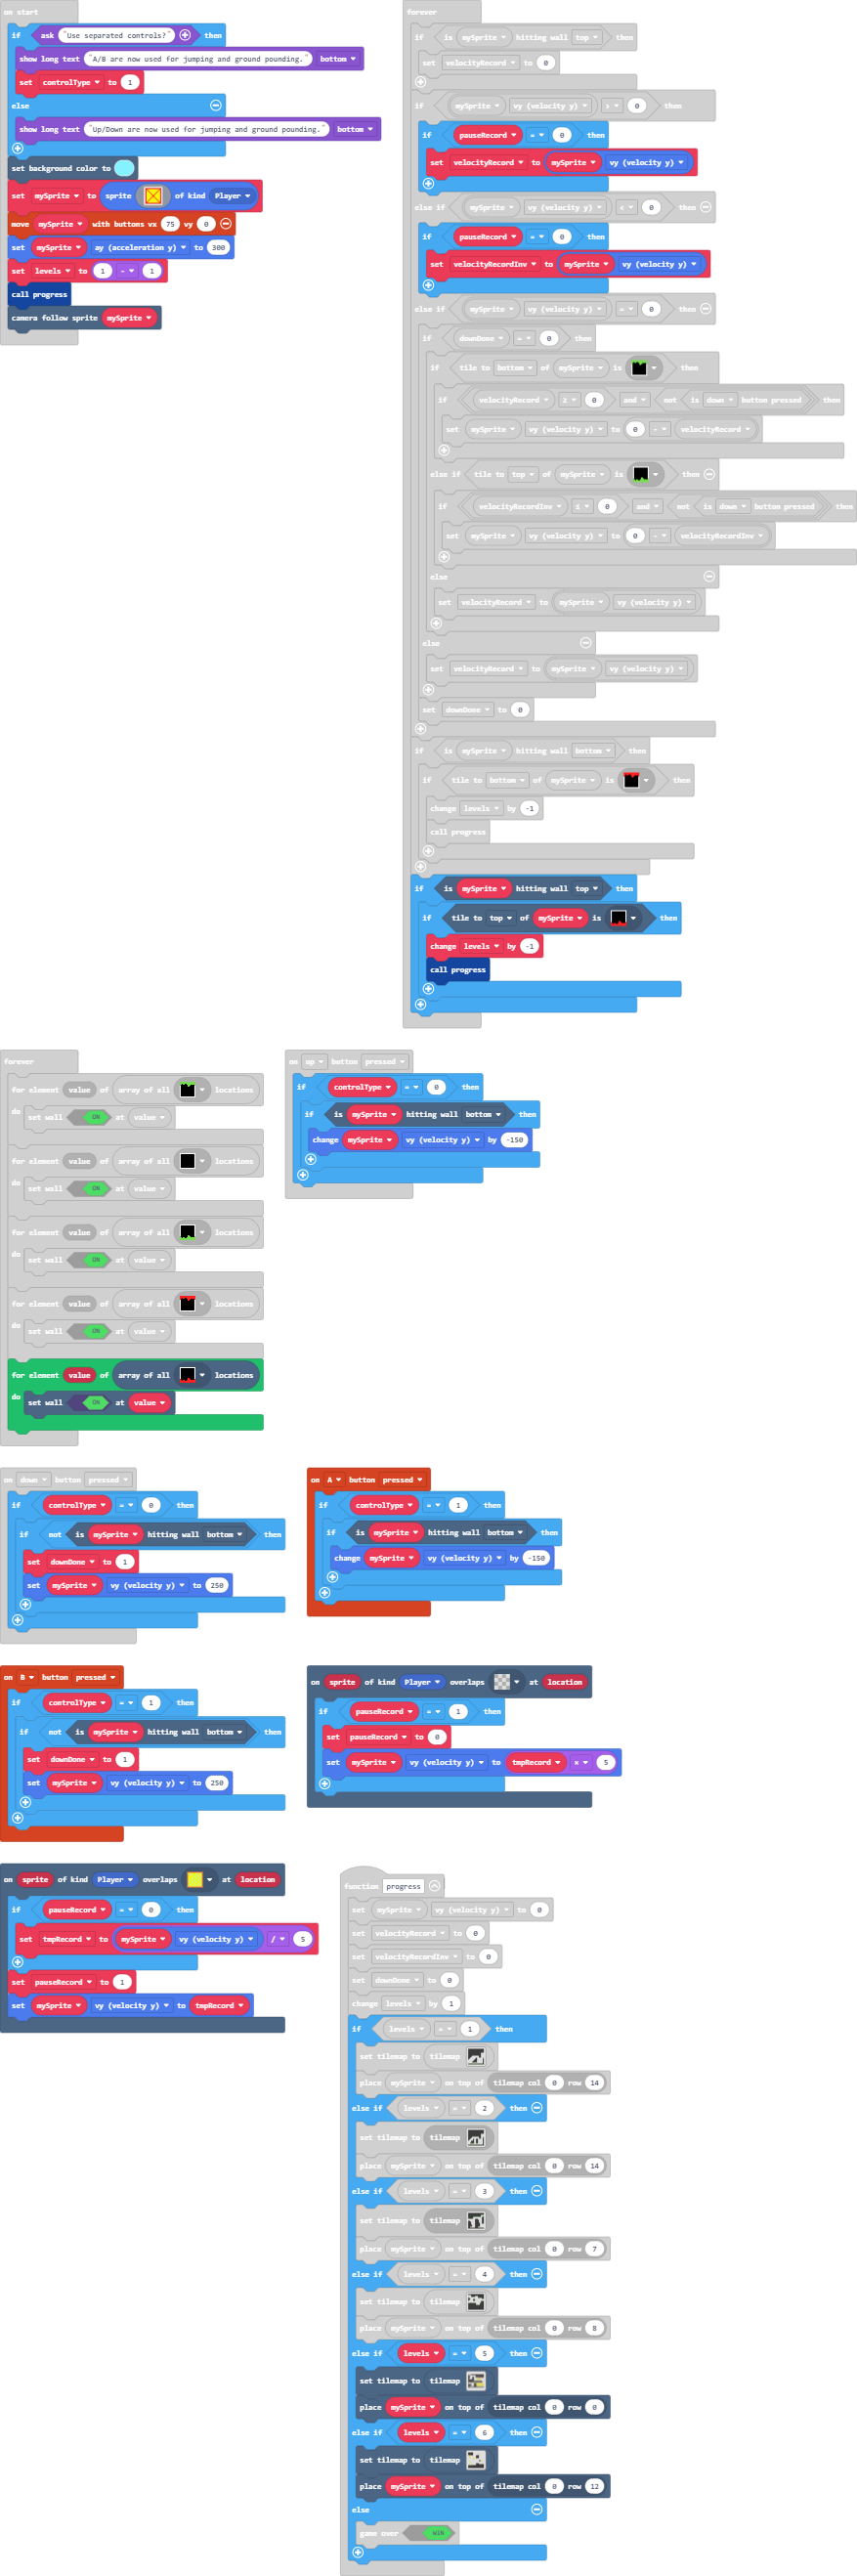 on start
if ask "Use separated controls?" then
show long text "A/B are now used for jumping and ground pounding." bottom
set controlType to 1
else
show long text "Up/Down are now used for jumping and ground pounding." bottom
set background color to
set mySprite to sprite of kind Player
move mySprite with buttons vx 75 vy 0
set mySprite ay (acceleration y) to 300
set levels to 1 - 1
call progress
camera follow sprite mySprite
forever
if is mySprite hitting wall top then
set velocityRecord to 0
if mySprite vy (velocity y) > 0 then
if pauseRecord = 0 then
set velocityRecord to mySprite vy (velocity y)
else if mySprite vy (velocity y) < 0 then
if pauseRecord = 0 then
set velocityRecordInv to mySprite vy (velocity y)
else if mySprite vy (velocity y) = 0 then
if downDone = 0 then
if tile to bottom of mySprite is then
if velocityRecord ≥ 0 and not is down button pressed then
set mySprite vy (velocity y) to 0 - velocityRecord
else if tile to top of mySprite is then
if velocityRecordInv ≤ 0 and not is down button pressed then
set mySprite vy (velocity y) to 0 - velocityRecordInv
else
set velocityRecord to mySprite vy (velocity y)
else
set velocityRecord to mySprite vy (velocity y)
set downDone to 0
if is mySprite hitting wall bottom then
if tile to bottom of mySprite is then
change levels by -1
call progress
if is mySprite hitting wall top then
if tile to top of mySprite is then
change levels by -1
call progress
forever
for element value of array of all locations
do set wall ON at value
for element value of array of all locations
do set wall ON at value
for element value of array of all locations
do set wall ON at value
for element value of array of all locations
do set wall ON at value
for element value of array of all locations
do set wall ON at value
on up button pressed
if controlType = 0 then
if is mySprite hitting wall bottom then
change mySprite vy (velocity y) by -150
on down button pressed
if controlType = 0 then
if not is mySprite hitting wall bottom then
set downDone to 1
set mySprite vy (velocity y) to 250
on A button pressed
if controlType = 1 then
if is mySprite hitting wall bottom then
change mySprite vy (velocity y) by -150
on B button pressed
if controlType = 1 then
if not is mySprite hitting wall bottom then
set downDone to 1
set mySprite vy (velocity y) to 250
on sprite of kind Player overlaps at location
if pauseRecord = 1 then
set pauseRecord to 0
set mySprite vy (velocity y) to tmpRecord × 5
on sprite of kind Player overlaps at location
if pauseRecord = 0 then
set tmpRecord to mySprite vy (velocity y) / 5
set pauseRecord to 1
set mySprite vy (velocity y) to tmpRecord
function progress
set mySprite vy (velocity y) to 0
set velocityRecord to 0
set velocityRecordInv to 0
set downDone to 0
change levels by 1
if levels = 1 then
set tilemap to tilemap
place mySprite on top of tilemap col 0 row 14
else if levels = 2 then
set tilemap to tilemap
place mySprite on top of tilemap col 0 row 14
else if levels = 3 then
set tilemap to tilemap
place mySprite on top of tilemap col 0 row 7
else if levels = 4 then
set tilemap to tilemap
place mySprite on top of tilemap col 0 row 8
else if levels = 5 then
set tilemap to tilemap
place mySprite on top of tilemap col 0 row 0
else if levels = 6 then
set tilemap to tilemap
place mySprite on top of tilemap col 0 row 12
else
game over WIN